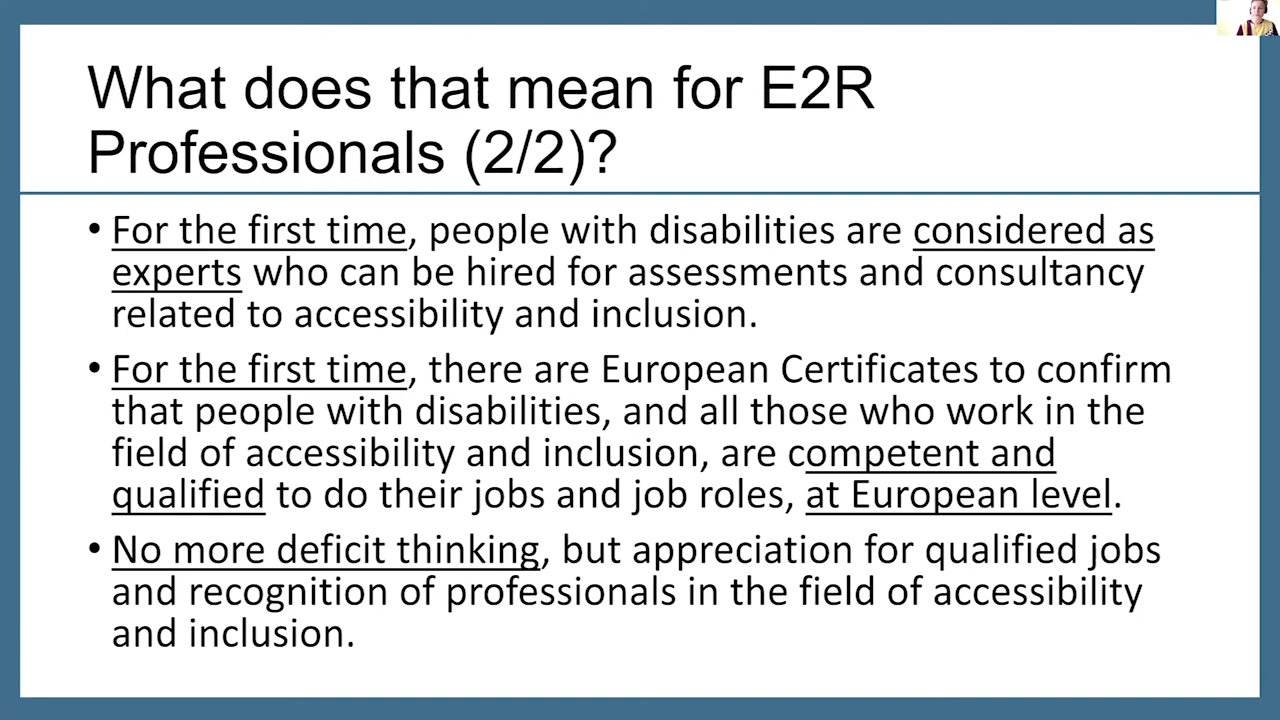 What does that mean for E2R
Professionals (2/2)?
• For the first time, people with disabilities are considered as
experts who can be hired for assessments and consultancy
related to accessibility and inclusion.
• For the first time, there are European Certificates to confirm
that people with disabilities, and all those who work in the
field of accessibility and inclusion, are competent and
qualified to do their jobs and job roles, at European level.
• No more deficit thinking, but appreciation for qualified jobs
and recognition of professionals in the field of accessibility
and inclusion.